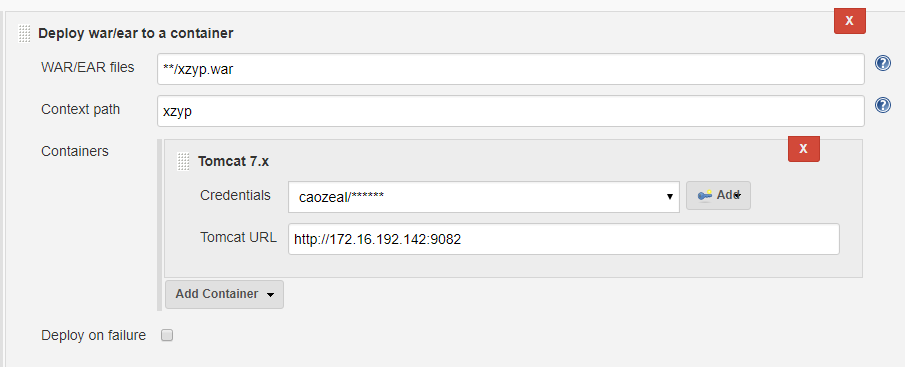 X
Deploy war/ear to a container
WAR/EAR files
**/xzyp.war
?
Context path
xzyp
?
Containers
X
Tomcat 7.x
Credentials
caozeal/******
Add
Tomcat URL
http://172.16.192.142:9082
Add Container
Deploy on failure